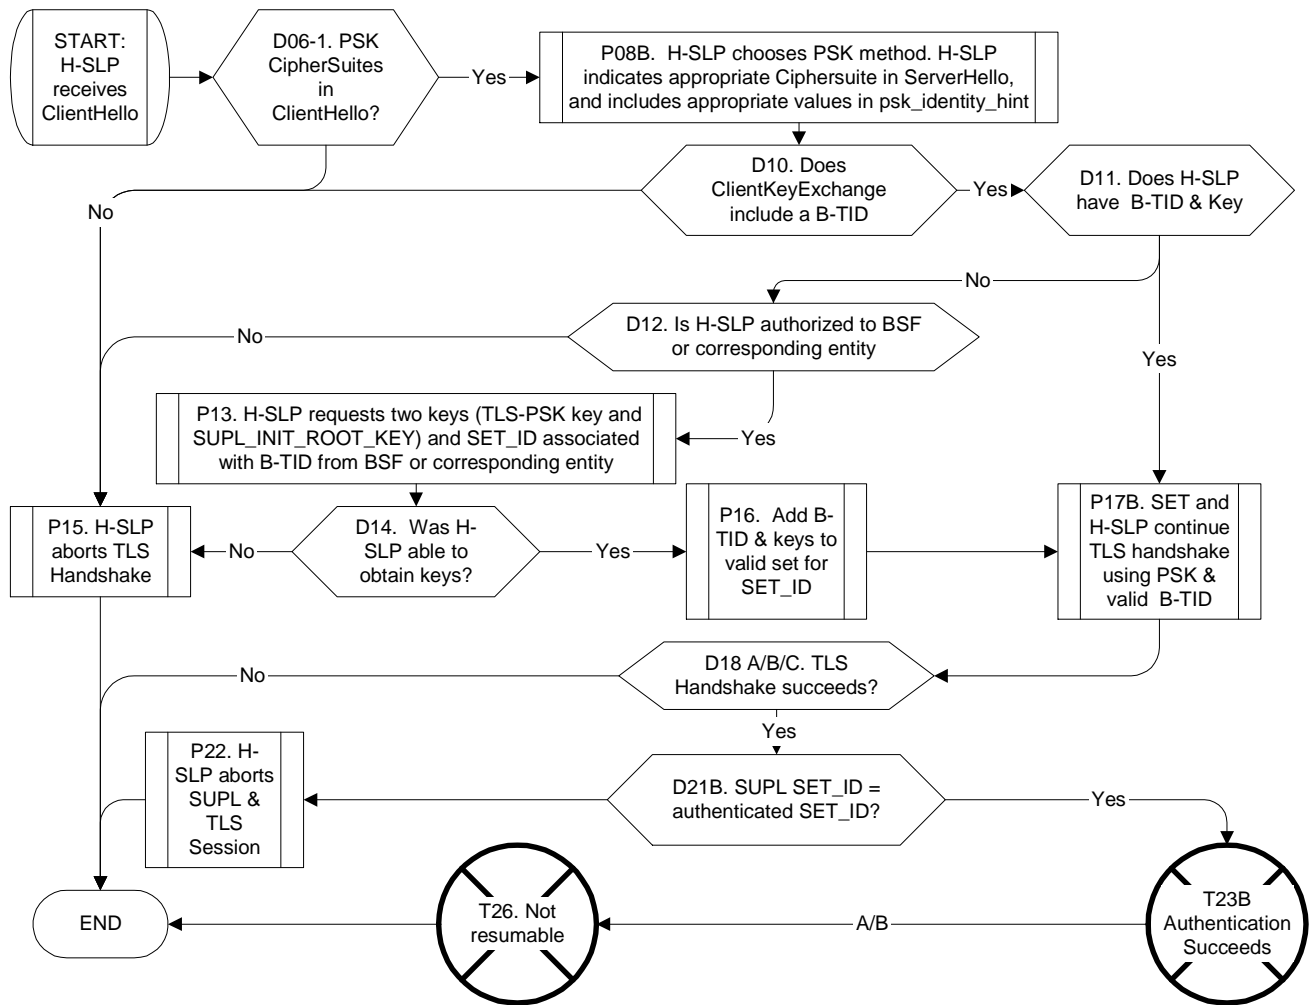 START:
H-SLP
receives
ClientHello
D06-1. PSK
CipherSuites
in
ClientHello?
Yes
P08B. H-SLP chooses PSK method. H-SLP
indicates appropriate Ciphersuite in ServerHello,
and includes appropriate values in psk_identity_hint
D10. Does
ClientKeyExchange
include a B-TID
Yes
D11. Does H-SLP
have B-TID & Key
No
No
D12. Is H-SLP authorized to BSF
or corresponding entity
No
Yes
P13. H-SLP requests two keys (TLS-PSK key and
SUPL_INIT_ROOT_KEY) and SET_ID associated
with B-TID from BSF or corresponding entity
Yes
P15. H-SLP
aborts TLS
Handshake
No
D14. Was H-
SLP able to
obtain keys?
Yes
P16. Add B-
TID & keys to
valid set for
SET_ID
P17B. SET and
H-SLP continue
TLS handshake
using PSK &
valid B-TID
No
D18 A/B/C. TLS
Handshake succeeds?
Yes
P22. H-
SLP aborts
SUPL &
TLS
Session
D21B. SUPL SET_ID =
authenticated SET_ID?
Yes
END
T26. Not
resumable
A/B
T23B
Authentication
Succeeds